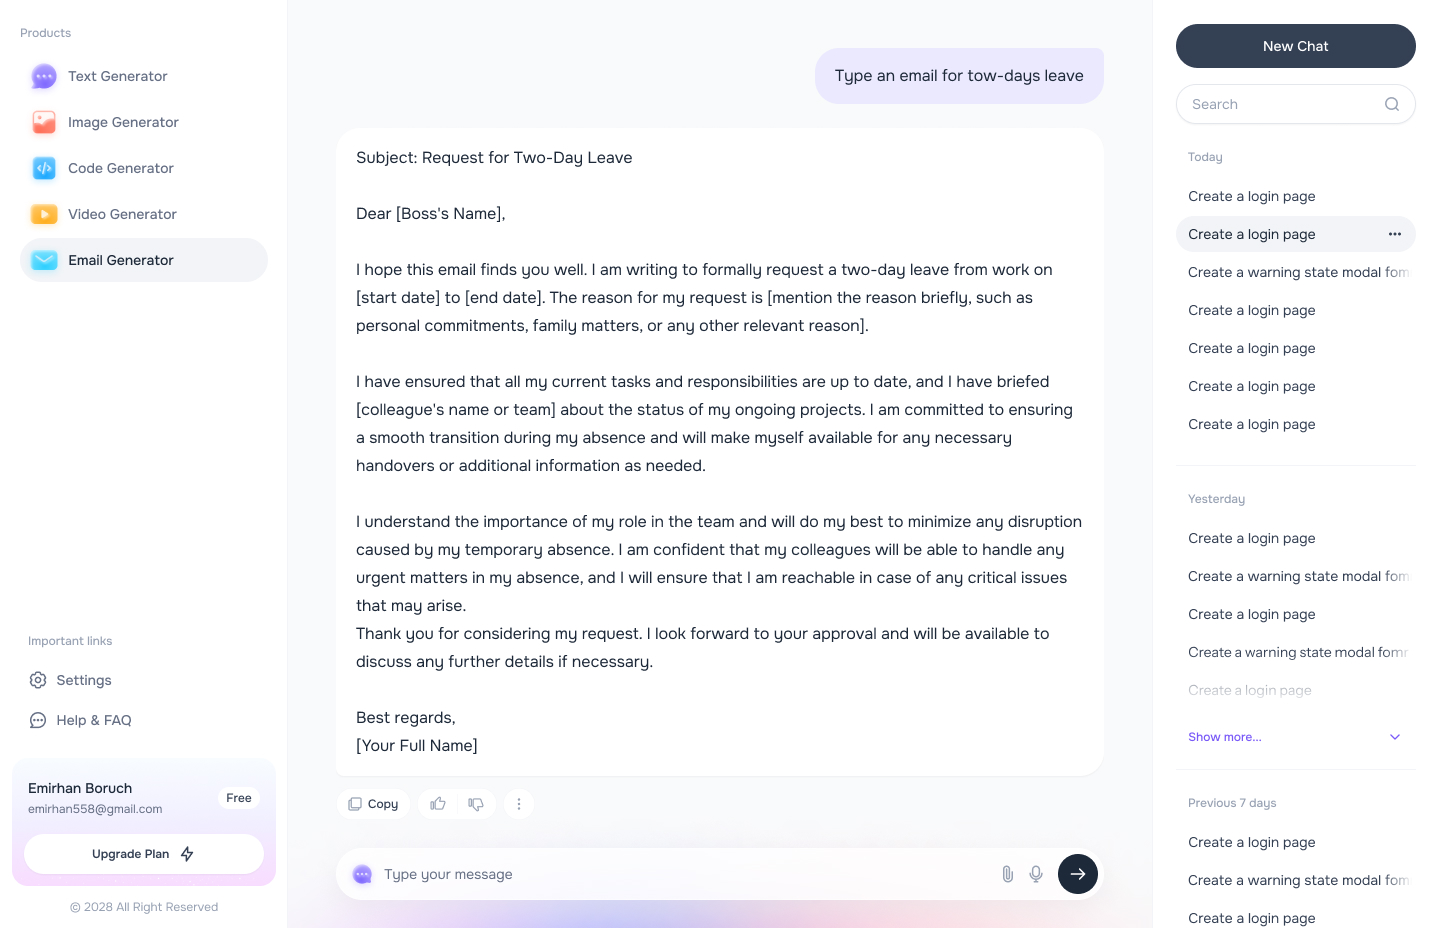 Products
Text Generator
Image Generator
Code Generator
Video Generator
Email Generator
Important links
Settings
Help & FAQ
Emirhan Boruch
emirhan558@gmail.com
Free
Upgrade Plan
© 2028 All Right Reserved
Type an email for tow-days leave
Subject: Request for Two-Day Leave
Dear [Boss's Name],
I hope this email finds you well. I am writing to formally request a two-day leave from work on
[start date] to [end date]. The reason for my request is [mention the reason briefly, such as
personal commitments, family matters, or any other relevant reason].
I have ensured that all my current tasks and responsibilities are up to date, and I have briefed
[colleague's name or team] about the status of my ongoing projects. I am committed to ensuring
a smooth transition during my absence and will make myself available for any necessary
handovers or additional information as needed.
I understand the importance of my role in the team and will do my best to minimize any disruption
caused by my temporary absence. I am confident that my colleagues will be able to handle any
urgent matters in my absence, and I will ensure that I am reachable in case of any critical issues
that may arise.
Thank you for considering my request. I look forward to your approval and will be available to
discuss any further details if necessary.
Best regards,
[Your Full Name]
Copy
Type your message
New Chat
Search
Today
Create a login page
Create a login page
Create a warning state modal fom
Create a login page
Create a login page
Create a login page
Create a login page
Yesterday
Create a login page
Create a warning state modal fom
Create a login page
Create a warning state modal fomr
Create a login page
Show more...
Previous 7 days
Create a login page
Create a warning state modal fom
Create a login page